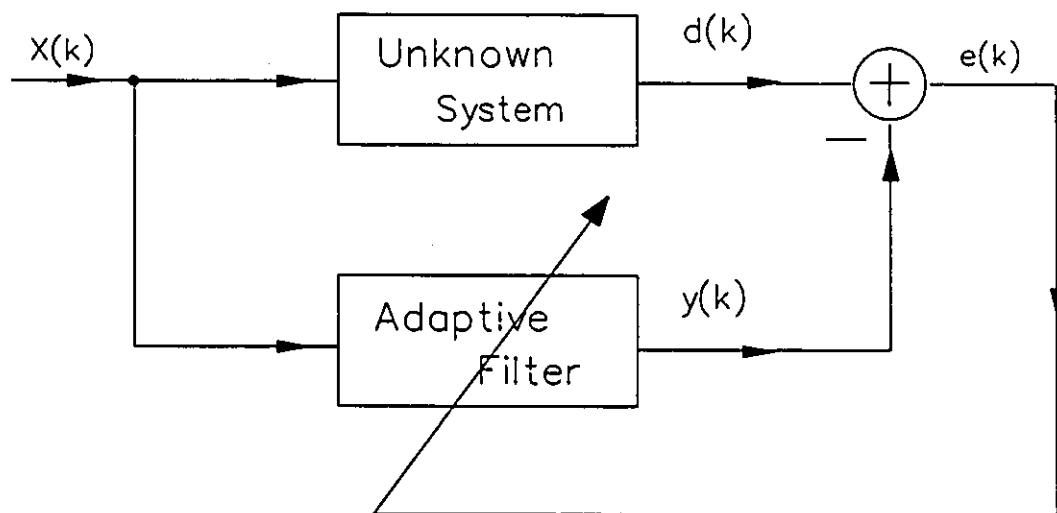 X(k)
Unknown
System
d(k)
+
e(k)
—
Adaptive
Filter
y(k)